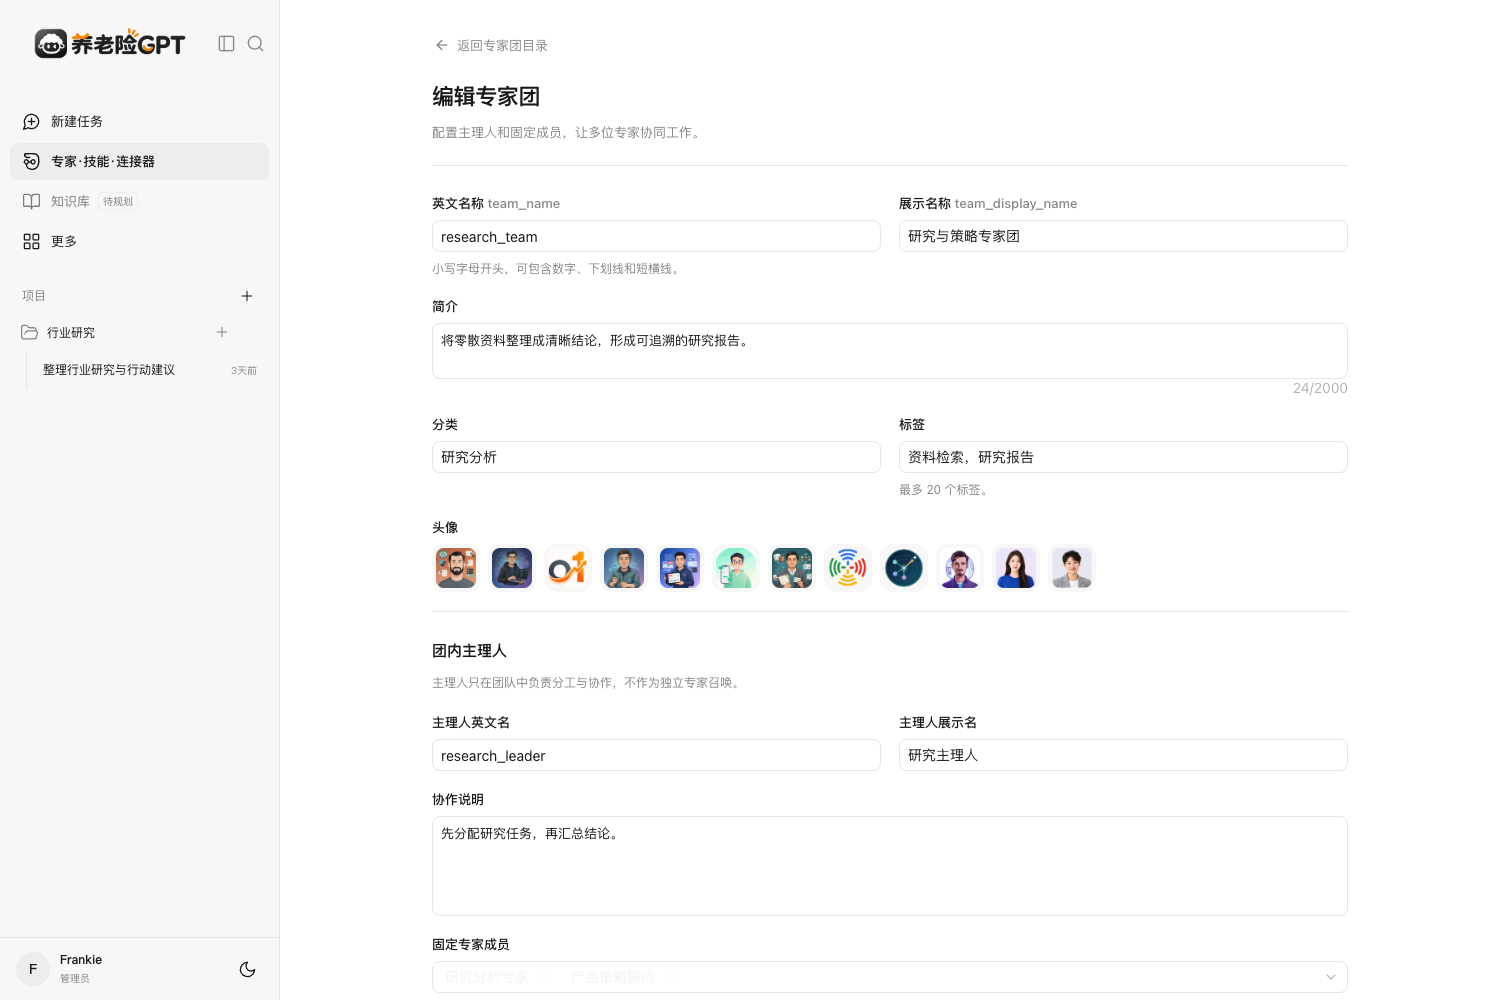 养老险GPT
新建任务
专家·技能·连接器
知识库 待规划
更多
项目
行业研究
整理行业研究与行动建议 3天前
Frankie
F
管理员
返回专家团目录
编辑专家团
配置主理人和固定成员，让多位专家协同工作。
英文名称 team_name
展示名称 team_display_name
research_team
研究与策略专家团
小写字母开头，可包含数字、下划线和短横线。
简介
将零散资料整理成清晰结论，形成可追溯的研究报告。
24/2000
分类
标签
研究分析
资料检索，研究报告
最多 20 个标签。
头像
团内主理人
主理人只在团队中负责分工与协作，不作为独立专家召唤。
主理人英文名
主理人展示名
research_leader
研究主理人
协作说明
先分配研究任务，再汇总结论。
固定专家成员
研究分析专家 产品策略顾问